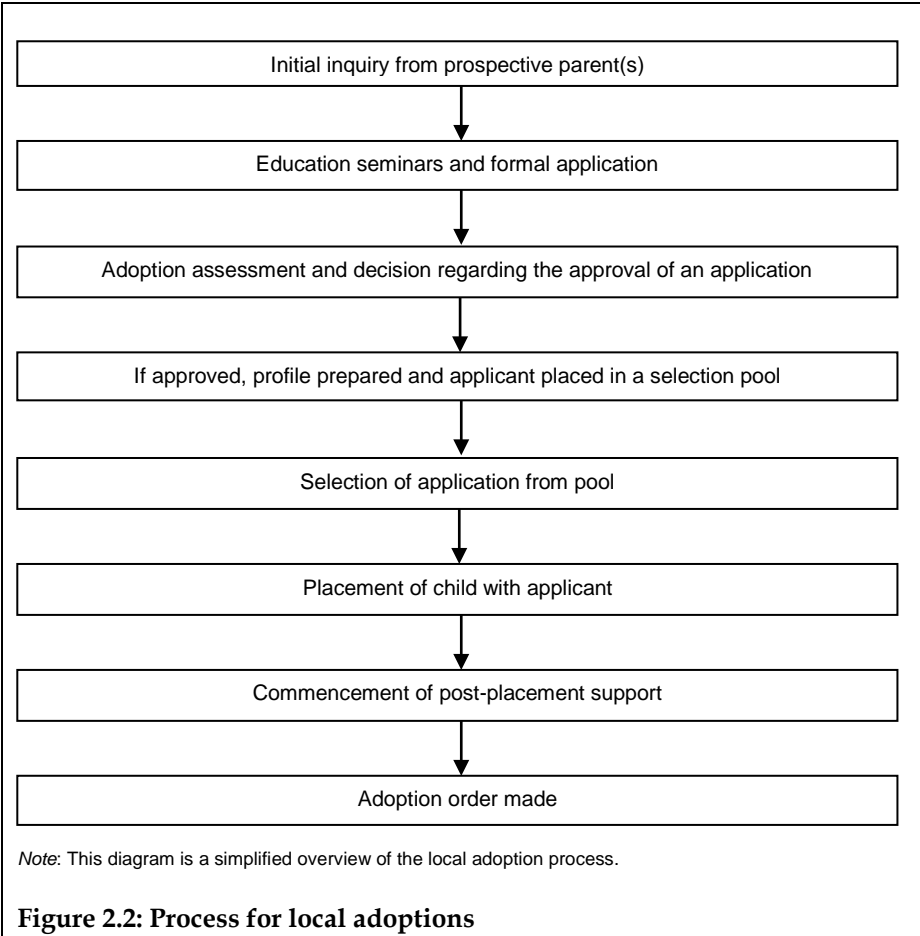 Initial inquiry from prospective parent(s)
Education seminars and formal application
Adoption assessment and decision regarding the approval of an application
If approved, profile prepared and applicant placed in a selection pool
Selection of application from pool
Placement of child with applicant
Commencement of post-placement support
Adoption order made
Note: This diagram is a simplified overview of the local adoption process.
Figure 2.2: Process for local adoptions